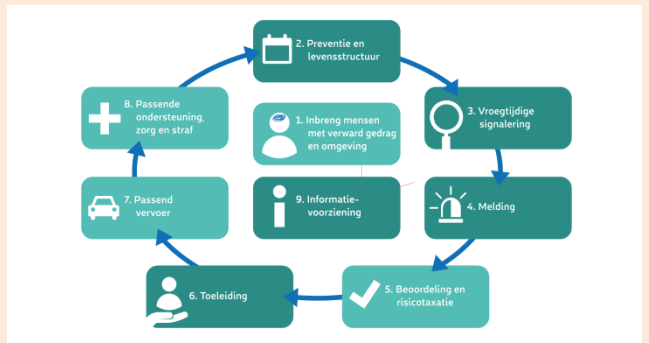 2. Preventie en
levensstructuur
8. Passende
ondersteuning,
zorg en straf
1. Inbreng mensen
met verward gedrag
en omgeving
3. Vroegtijdige
signalering
7. Passend
vervoer
9. Informatie-
voorziening
4. Melding
6. Toeleiding
5. Beoordeling en
risicotaxatie